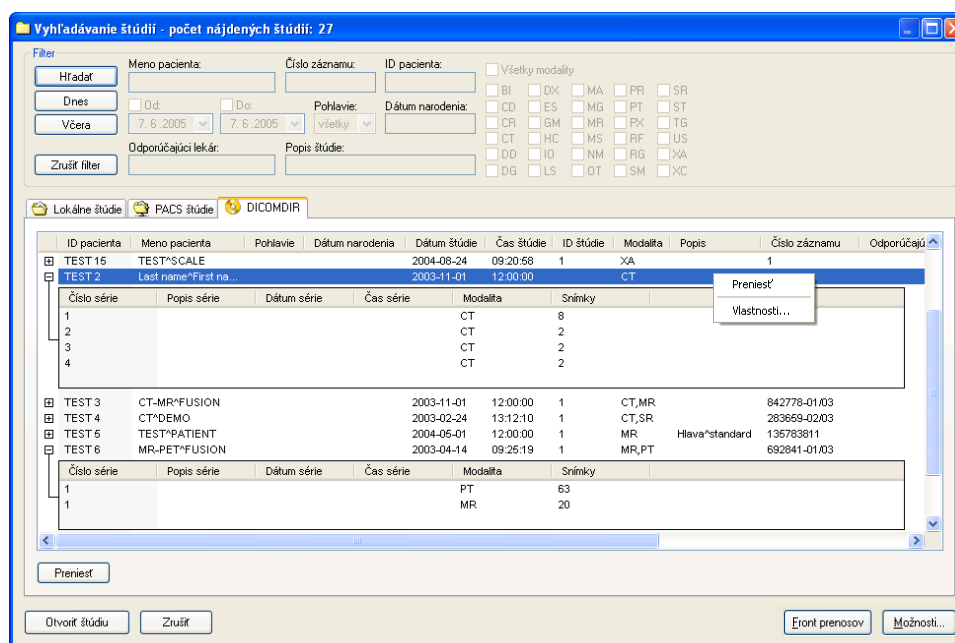 Vyhľadávanie štúdií - počet nájdených štúdií: 27
Filter
Hľadať
Dnes
Včera
Zrušiť filter
Meno pacienta: Číslo záznamu: ID pacienta:
Od: Do: Pohlavie: Dátum narodenia:
7. 6 .2005 7. 6 .2005 všetky
Odporúčajúci lekár: Popis štúdie:
Všetky modality
BI DX MA PR SR
CD ES MG PT ST
CR GM MR PX TG
CT HC MS RF US
DD IO NM RG XA
DG LS OT SM XC
Lokálne štúdie PACS štúdie DICOMDIR
ID pacienta Meno pacienta Pohlavie Dátum narodenia Dátum štúdie Čas štúdie ID štúdie Modalita Popis Číslo záznamu Odporúčajú
TEST 15 TEST^SCALE 2004-08-24 09:20:58 1 XA 1
TEST 2 Last name^First na... 2003-11-01 12:00:00 CT
Preniesť
Vlastnosti...
Číslo série Popis série Dátum série Čas série Modalita Snímky
1 CT 8
2 CT 2
3 CT 2
4 CT 2
TEST 3 CT-MR^FUSION 2003-11-01 12:00:00 1 CT,MR 842778-01/03
TEST 4 CT^DEMO 2003-02-24 13:12:10 1 CT,SR 283659-02/03
TEST 5 TEST^PATIENT 2004-05-01 12:00:00 1 MR Hlava^standard 135783811
TEST 6 MR-PET^FUSION 2003-04-14 09:25:19 1 MR,PT 692841-01/03
Číslo série Popis série Dátum série Čas série Modalita Snímky
1 PT 63
1 MR 20
Preniesť
Otvoriť štúdiu Zrušiť Front prenosov Možnosti...